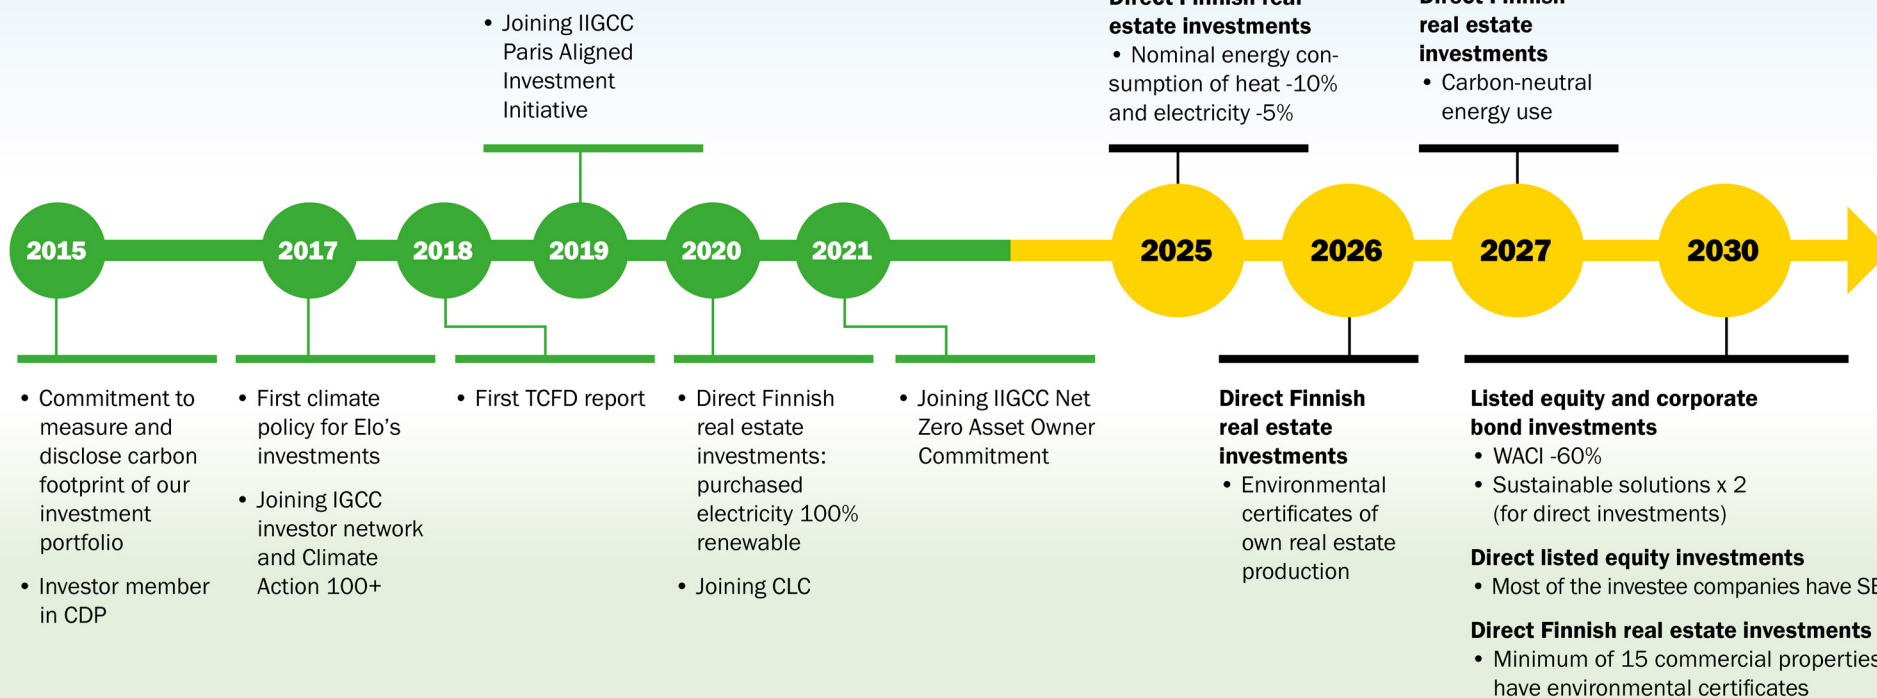 • Joining IIGCC
Paris Aligned
Investment
Initiative
Direct Finnish real
estate investments
• Nominal energy con-
sumption of heat -10%
and electricity -5%
Direct Finnish
real estate
investments
• Carbon-neutral
energy use
2015
2017
2018
2019
2020
2021
2025
2026
2027
2030
• Commitment to
measure and
disclose carbon
footprint of our
investment
portfolio
• Investor member
in CDP
• First climate
policy for Elo’s
investments
• Joining IGCC
investor network
and Climate
Action 100+
• First TCFD report
• Direct Finnish
real estate
investments:
purchased
electricity 100%
renewable
• Joining CLC
• Joining IIGCC Net
Zero Asset Owner
Commitment
Direct Finnish
real estate
investments
• Environmental
certificates of
own real estate
production
Listed equity and corporate
bond investments
• WACI -60%
• Sustainable solutions x 2
(for direct investments)
Direct listed equity investments
• Most of the investee companies have
Direct Finnish real estate investments
• Minimum of 15 commercial properties
have environmental certificates